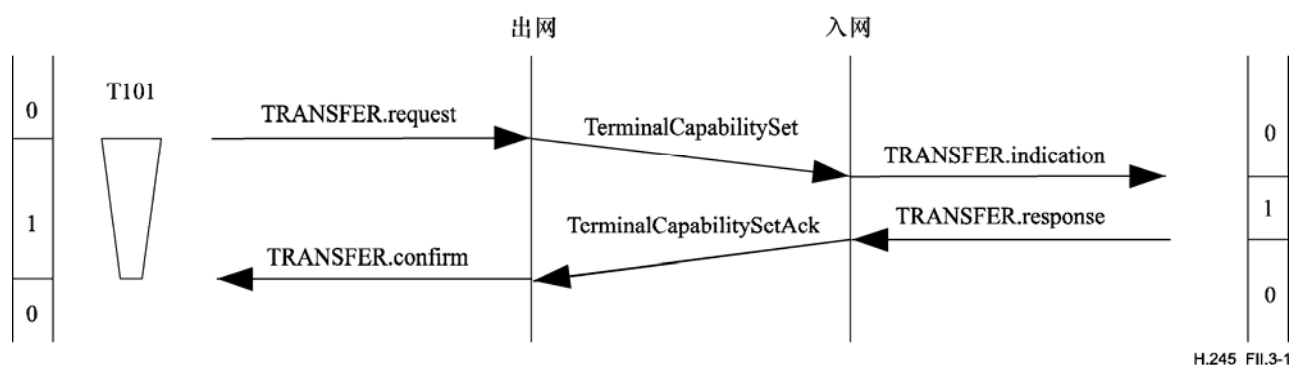 出网
入网
T101
0
TRANSFER.request
TerminalCapabilitySet
0
TRANSFER.indication
1
TerminalCapabilitySetAck
TRANSFER.response
1
TRANSFER.confirm
0
0
H.245 FII.3-1